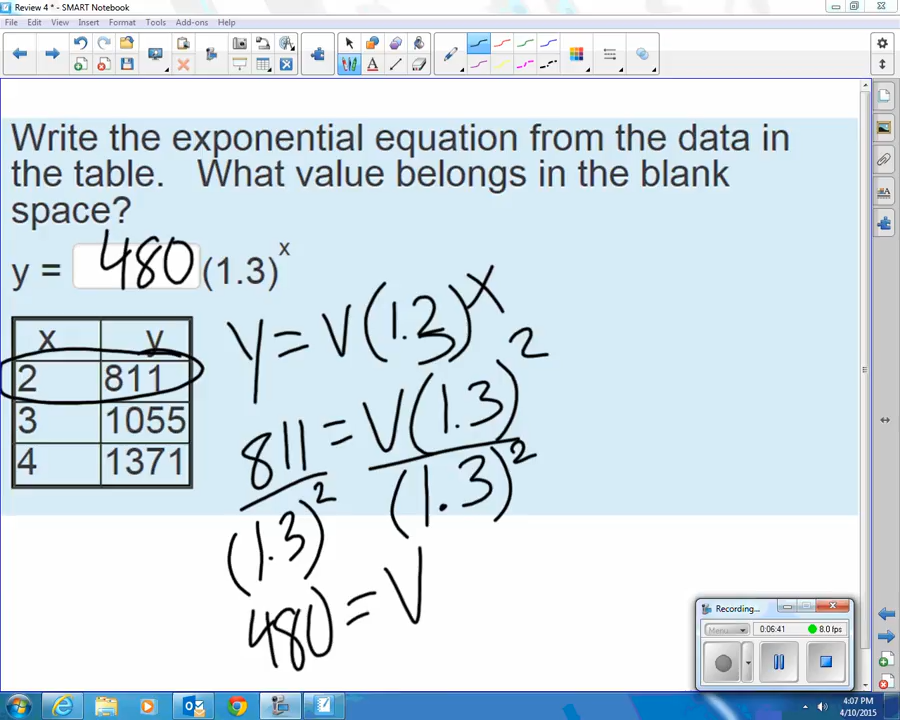 Review 4 * - SMART Notebook
File Edit View Insert Format Tools Add-ons Help
Write the exponential equation from the data in
the table. What value belongs in the blank
space?
y = 480 (1.3)^x
x y
2 811
3 1055
4 1371
y = V(1.3)^x
811 = V(1.3)^2
(1.3)^2 (1.3)^2
480 = V
Recording...
Menu 0:06:41 8.0 fps
4:07 PM
4/10/2015